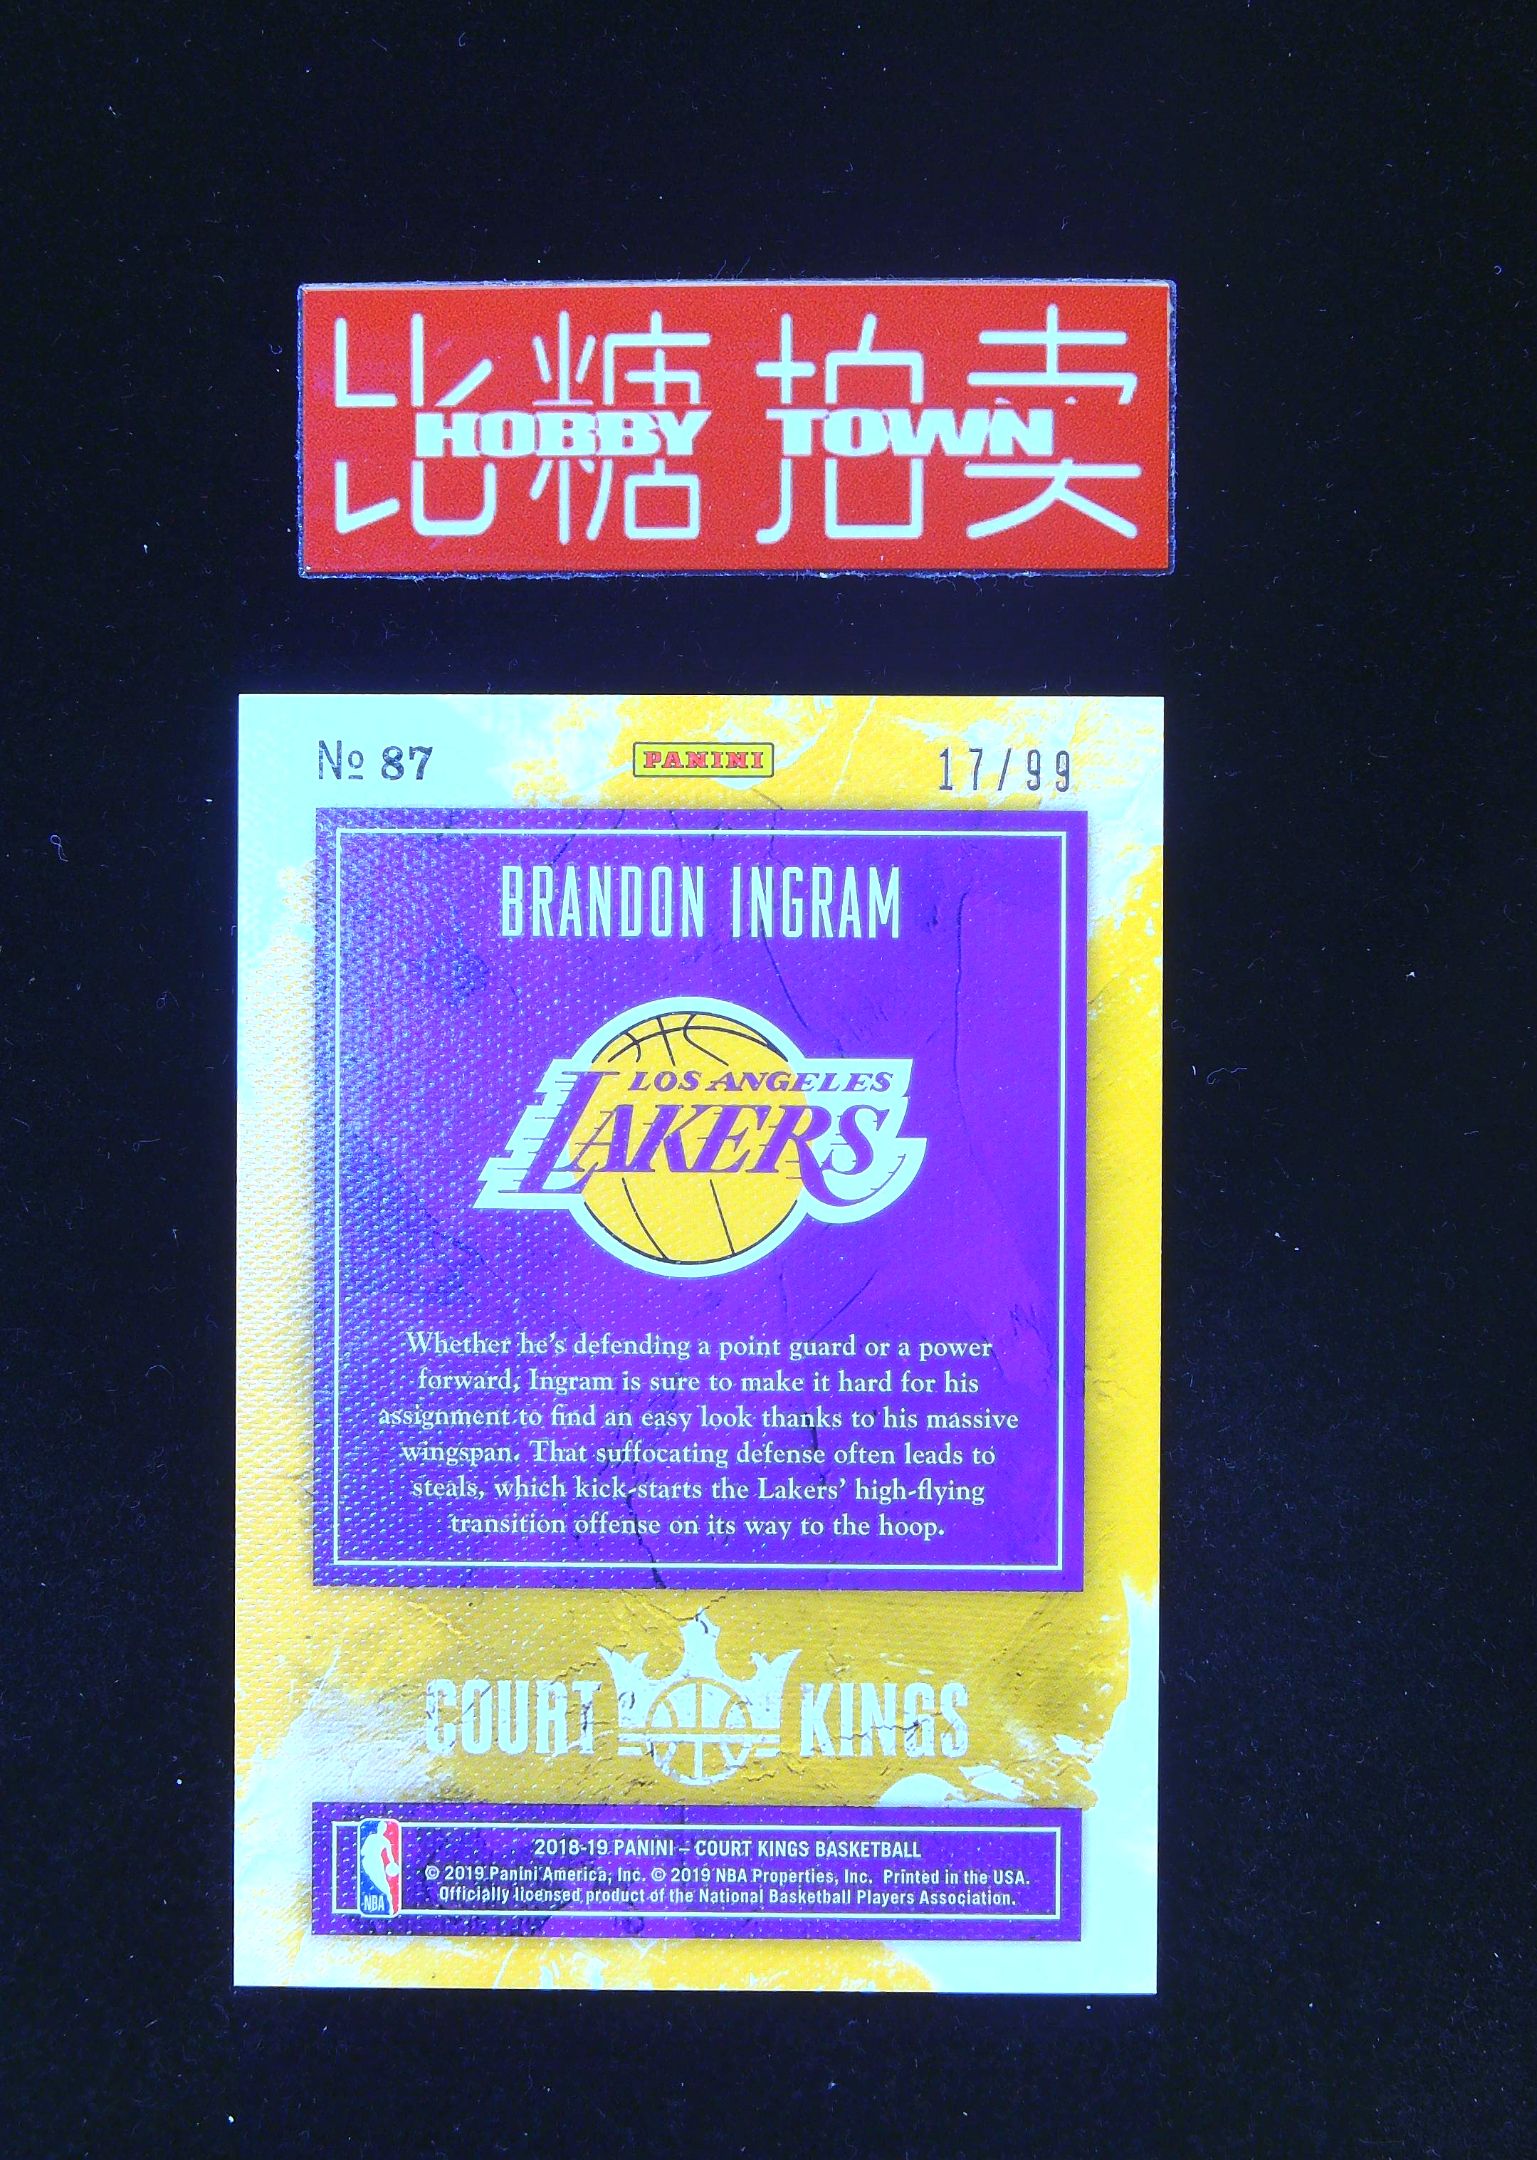 比糖拍卖
HOBBY TOWN
No 87
PANINI
17/99
BRANDON INGRAM
LOS ANGELES
LAKERS
Whether he's defending a point guard or a power
forward, Ingram is sure to make it hard for his
assignment to find an easy look thanks to his massive
wingspan. That suffocating defense often leads to
steals, which kick-starts the Lakers' high-flying
transition offense on its way to the hoop.
COURT KINGS
2018-19 PANINI – COURT KINGS BASKETBALL
© 2019 Panini America, Inc. © 2019 NBA Properties, Inc. Printed in the USA.
Officially licensed product of the National Basketball Players Association.
NBA